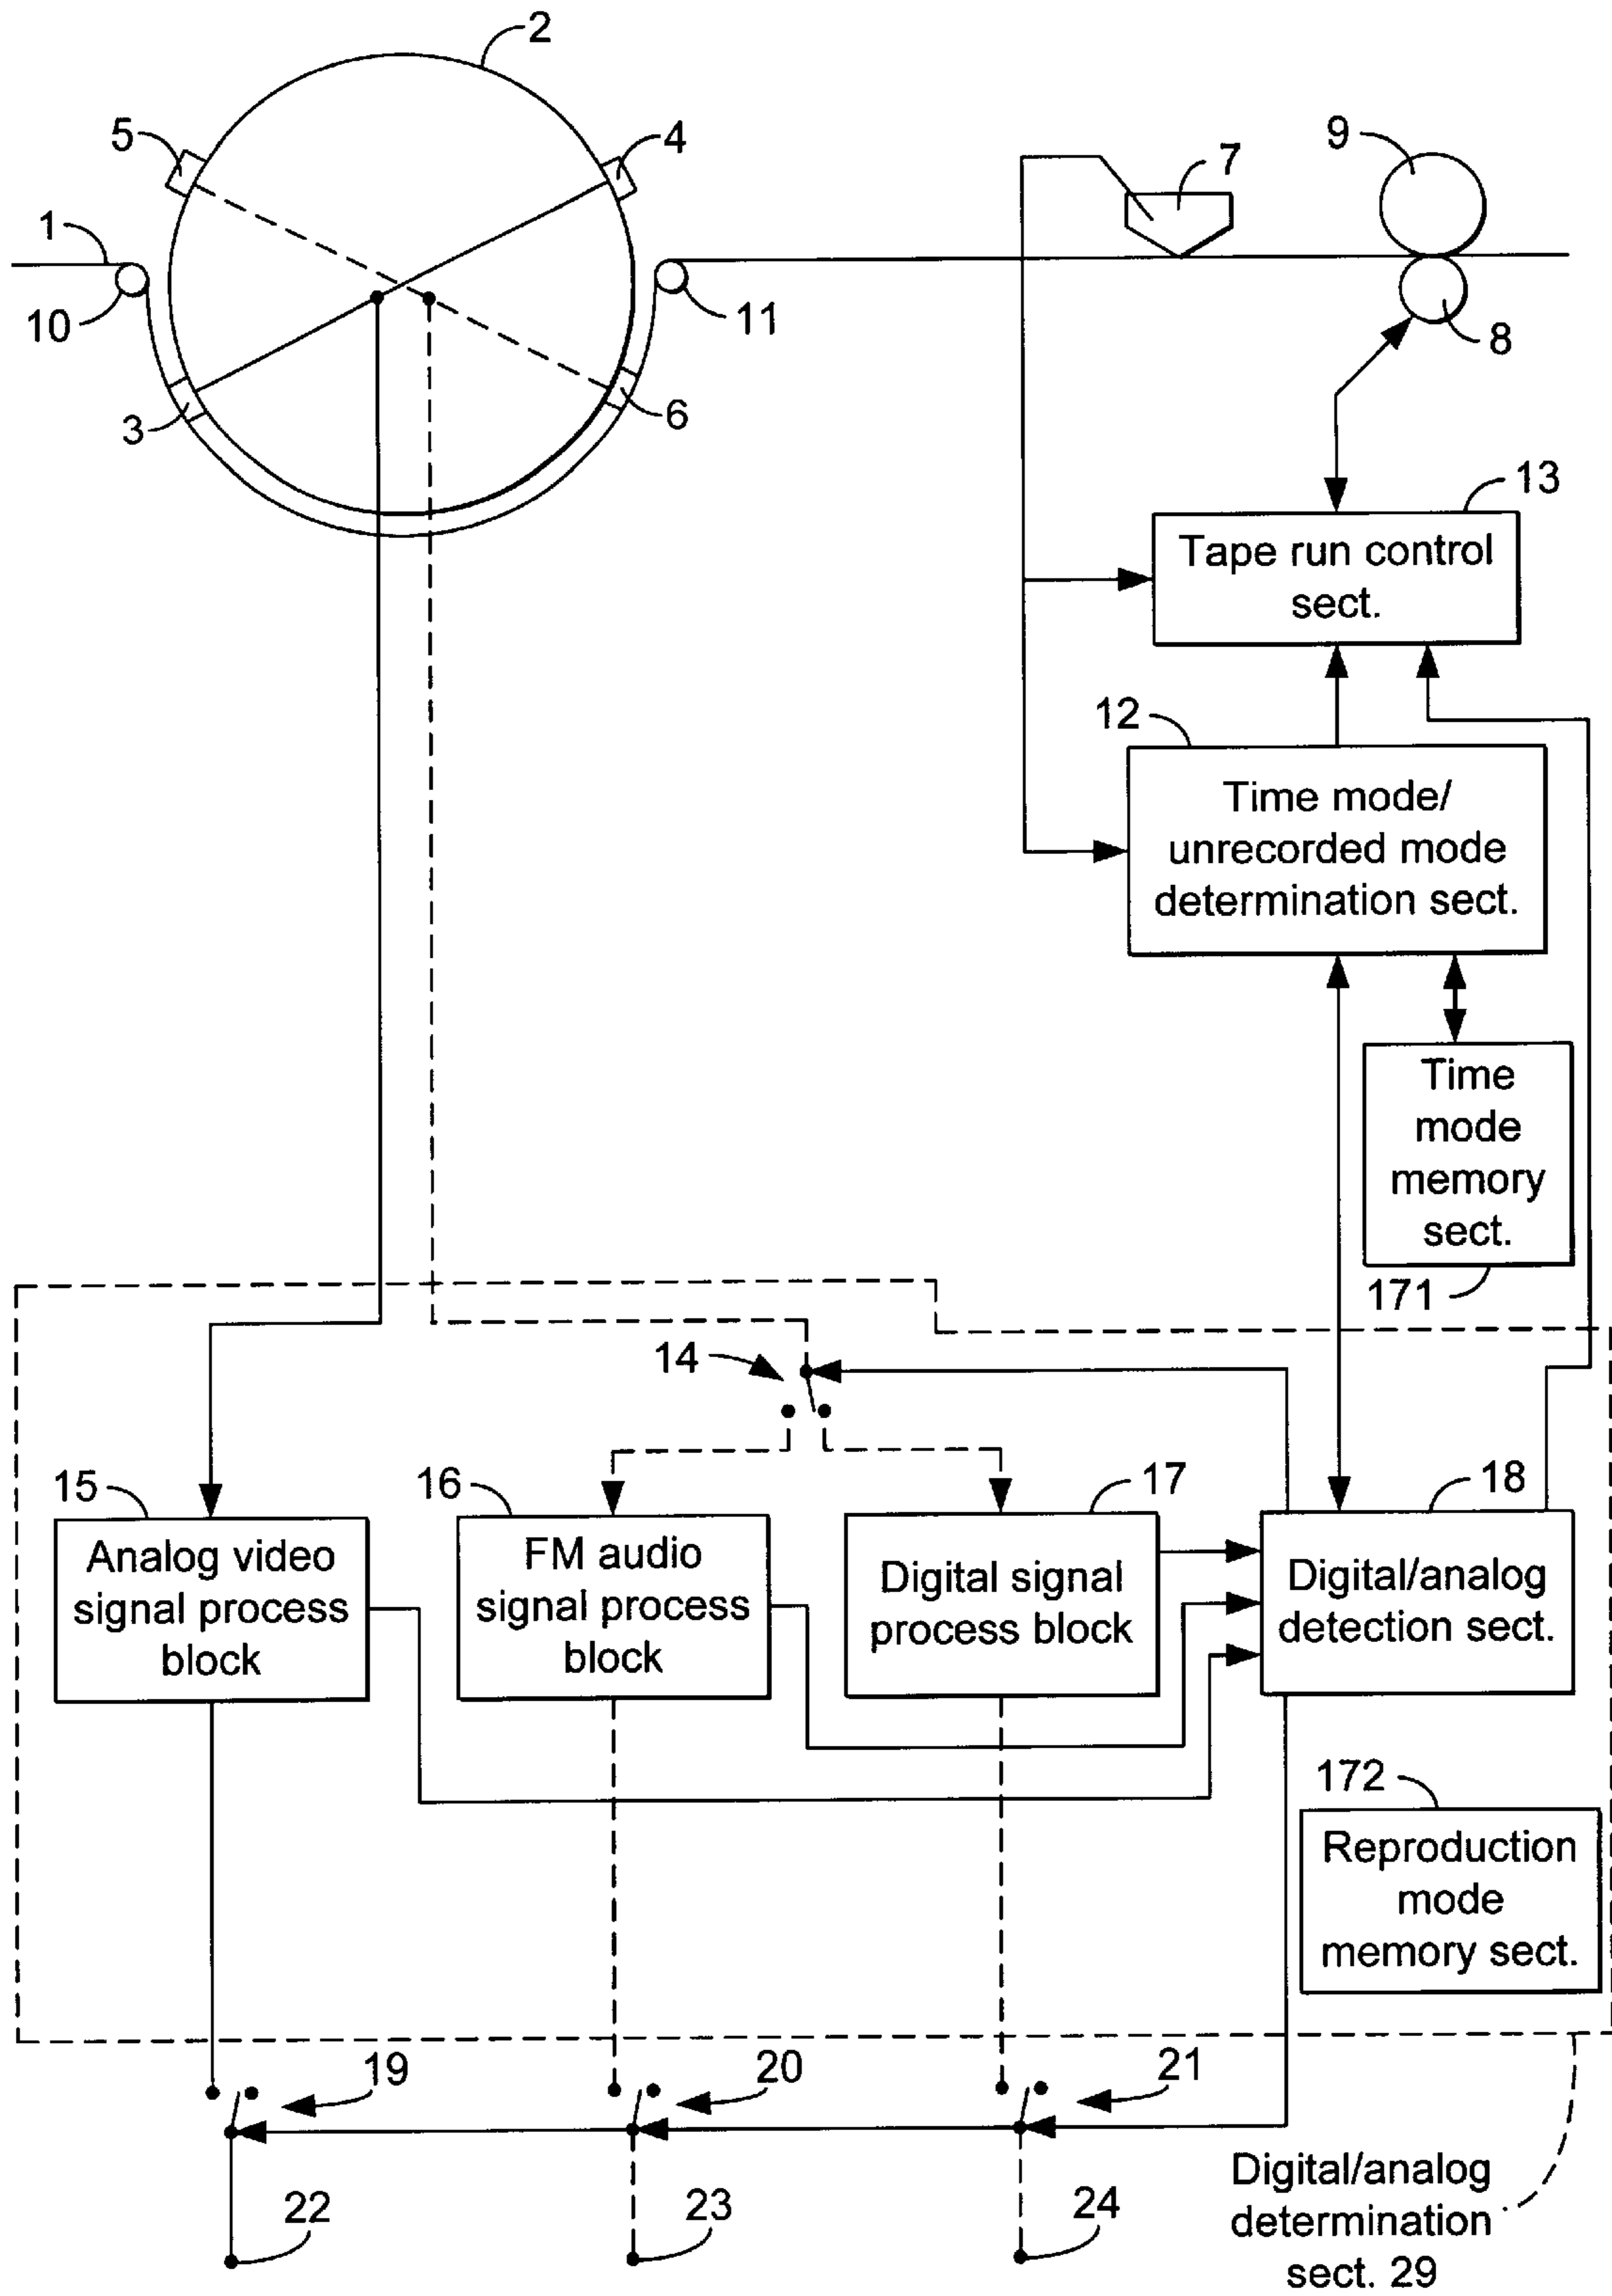 2
5
4
7
9
1
10
11
8
3
6
13
Tape run control
sect.
12
Time mode/
unrecorded mode
determination sect.
Time
mode
memory
sect.
171
14
15
16
17
18
Analog video
signal process
block
FM audio
signal process
block
Digital signal
process block
Digital/analog
detection sect.
172
Reproduction
mode
memory sect.
19
20
21
22
23
24
Digital/analog
determination
sect. 29